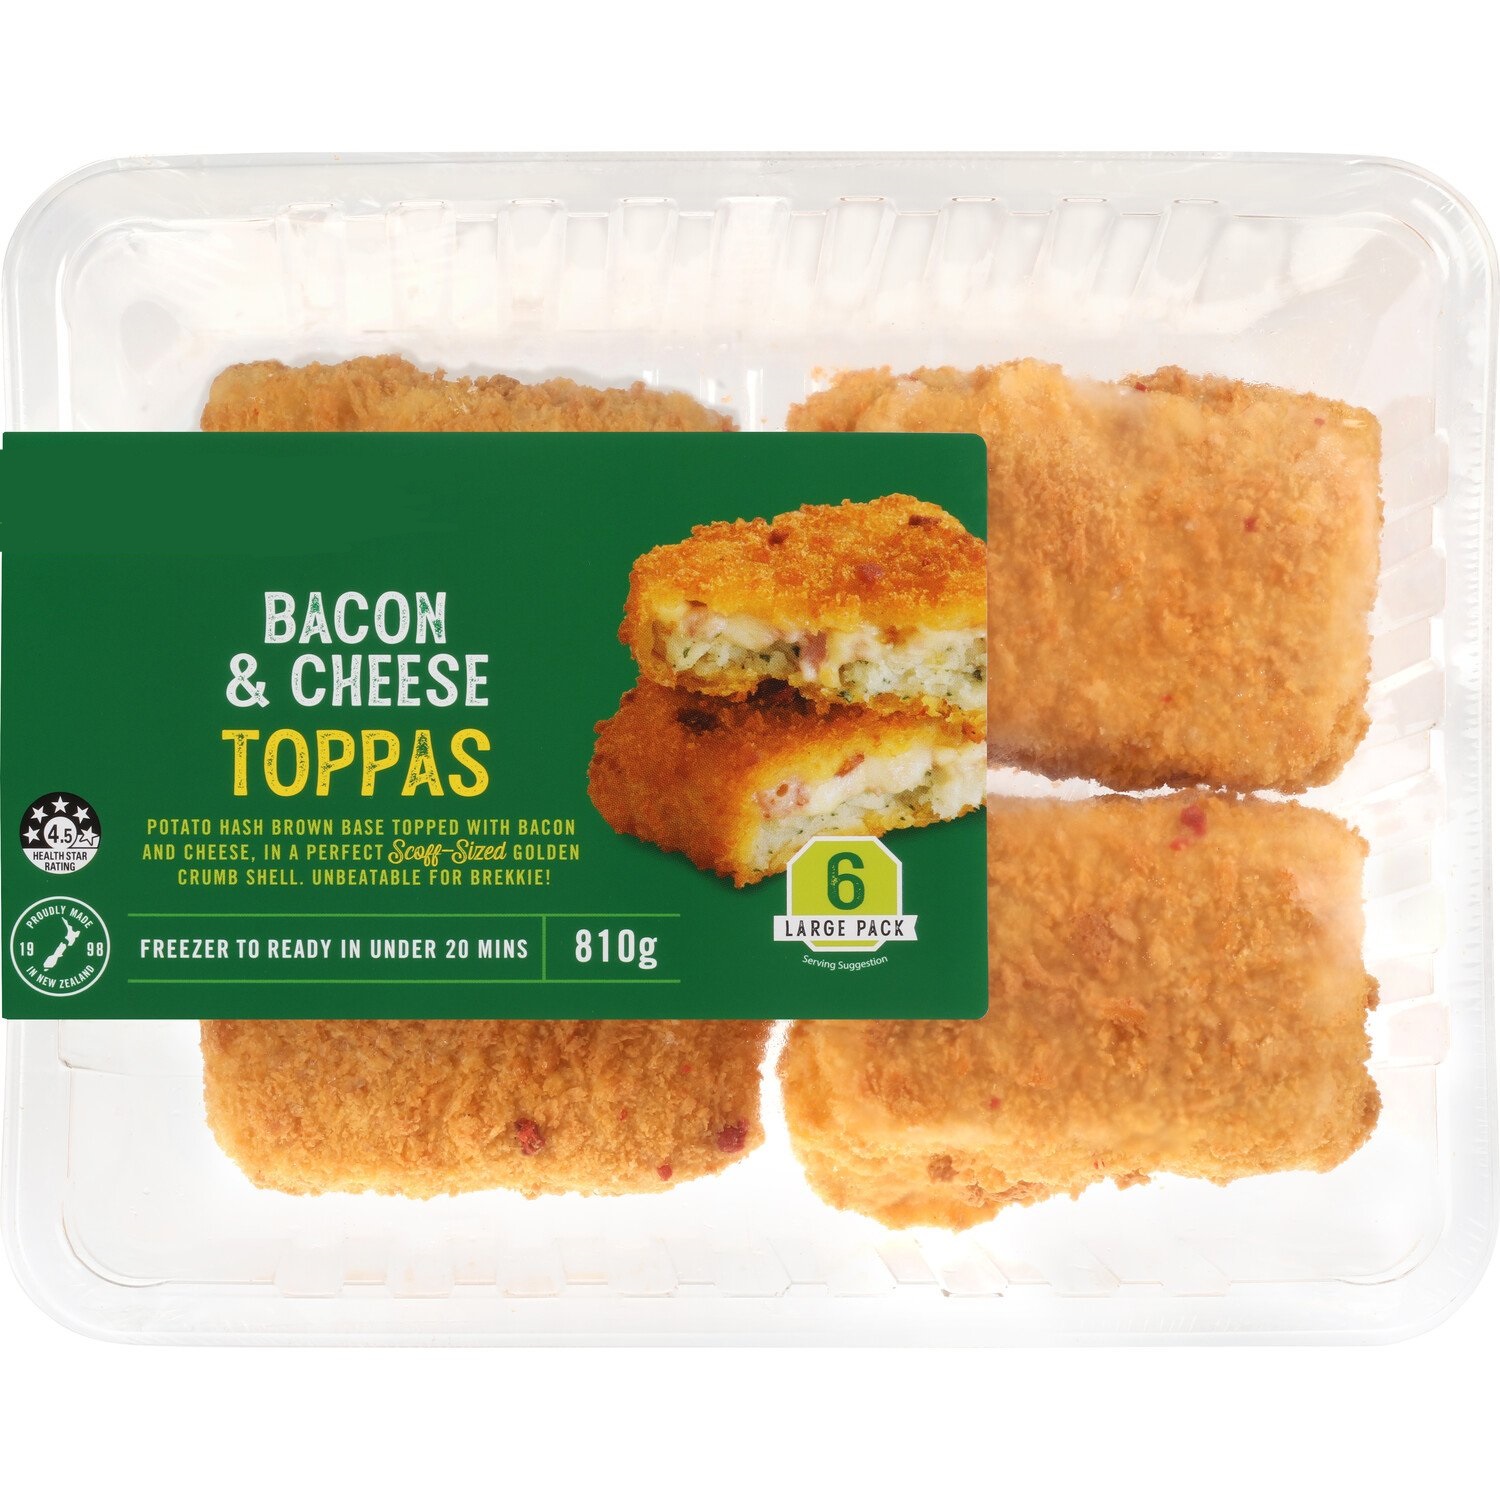 BACON
& CHEESE
TOPPAS
POTATO HASH BROWN BASE TOPPED WITH BACON
AND CHEESE, IN A PERFECT Scoff-Sized GOLDEN
CRUMB SHELL. UNBEATABLE FOR BREKKIE!
4.5
HEALTH STAR
RATING
PROUDLY MADE
19 98
IN NEW ZEALAND
FREEZER TO READY IN UNDER 20 MINS
810g
6
LARGE PACK
Serving Suggestion